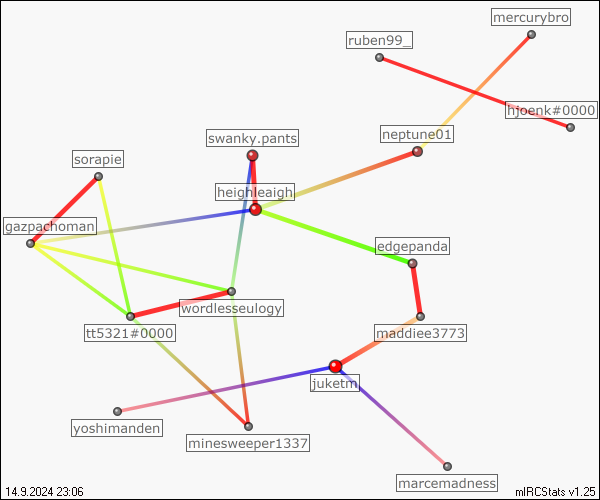 mercurybro
ruben99_
hjoenk#0000
neptune01
swanky.pants
sorapie
heighleaigh
gazpachoman
edgepanda
wordlesseulogy
tt5321#0000
maddiee3773
juketm
yoshimanden
minesweeper1337
marcemadness
14.9.2024 23:06
mIRCStats v1.25